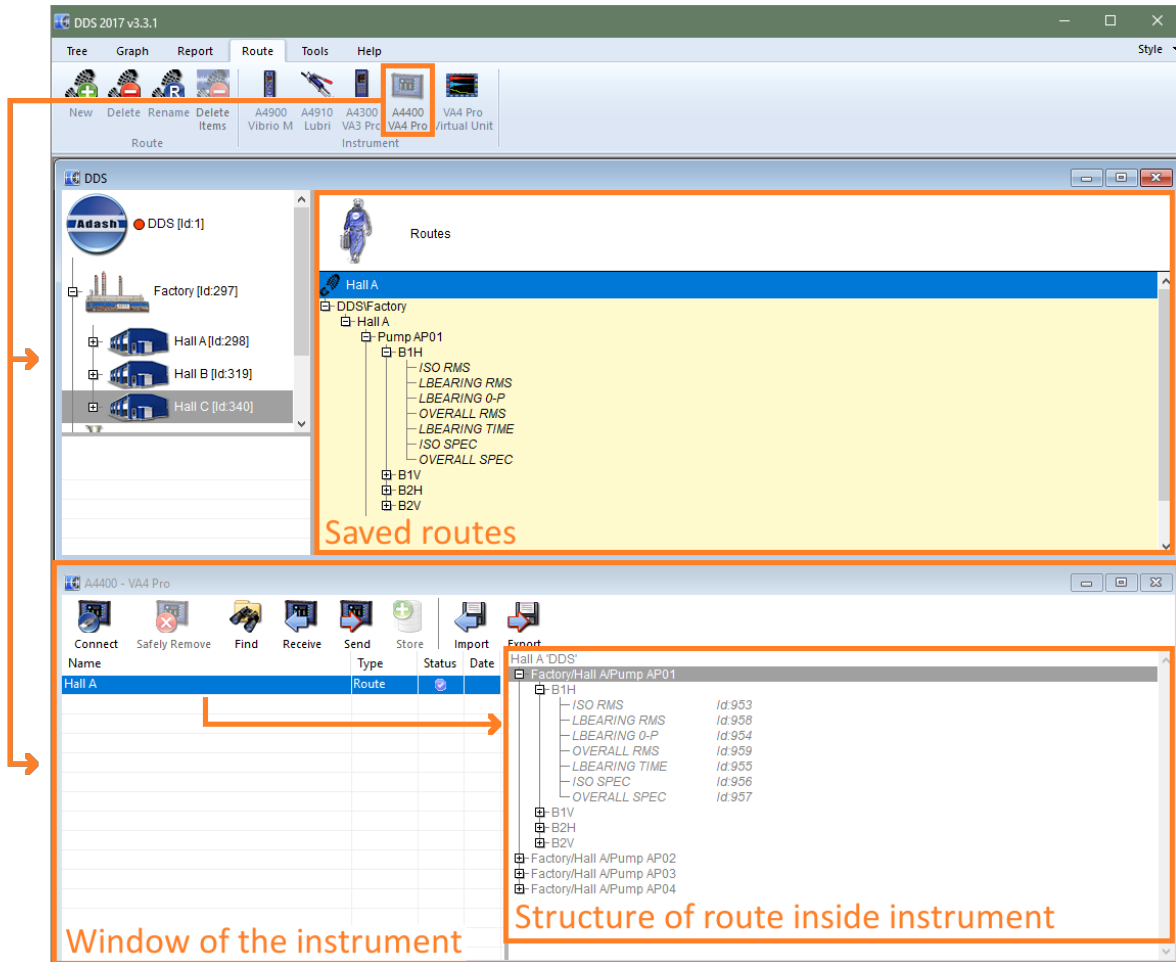 DDS 2017 v3.3.1
Tree Graph Report Route Tools Help Style
New Delete Rename Delete Items A4900 Vibrio M A4910 Lubri A4300 VA3 Pro A4400 VA4 Pro VA4 Pro Virtual Unit
Route Instrument
DDS
Adash DDS [Id:1]
Factory [Id:297]
Hall A [Id:298]
Hall B [Id:319]
Hall C [Id:340]
Routes
Hall A
DDS\Factory
Hall A
Pump AP01
B1H
ISO RMS
LBEARING RMS
LBEARING 0-P
OVERALL RMS
LBEARING TIME
ISO SPEC
OVERALL SPEC
B1V
B2H
B2V
Saved routes
A4400 - VA4 Pro
Connect Safely Remove Find Receive Send Store Import Export
Name Type Status Date
Hall A Route
Hall A 'DDS'
Factory/Hall A/Pump AP01
B1H
ISO RMS Id:953
LBEARING RMS Id:958
LBEARING 0-P Id:954
OVERALL RMS Id:959
LBEARING TIME Id:955
ISO SPEC Id:956
OVERALL SPEC Id:957
B1V
B2H
B2V
Factory/Hall A/Pump AP02
Factory/Hall A/Pump AP03
Factory/Hall A/Pump AP04
Structure of route inside instrument
Window of the instrument